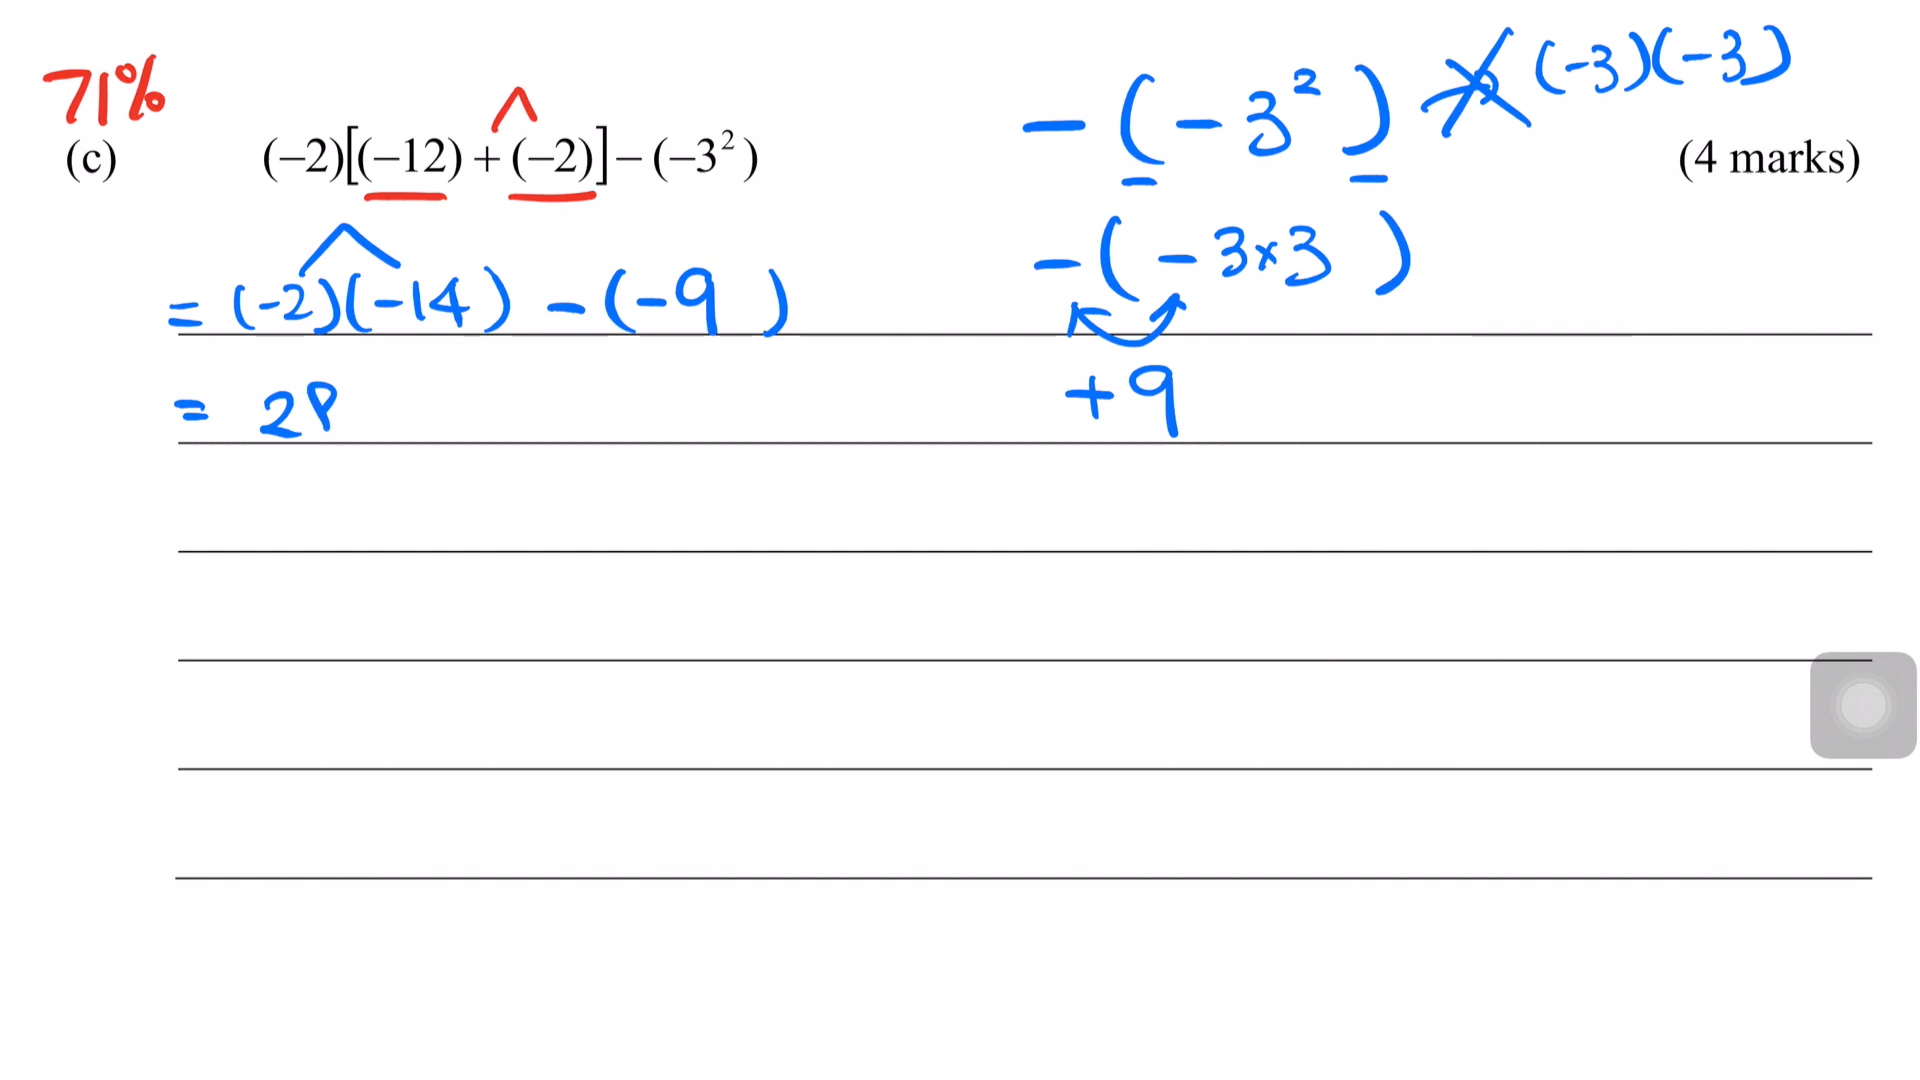 71%
(c) (–2)[(–12) + (–2)] – (–3²) (4 marks)
= (-2)(-14) - (-9)
= 28
- (-3²) (-3)(-3)
- (-3×3)
+9